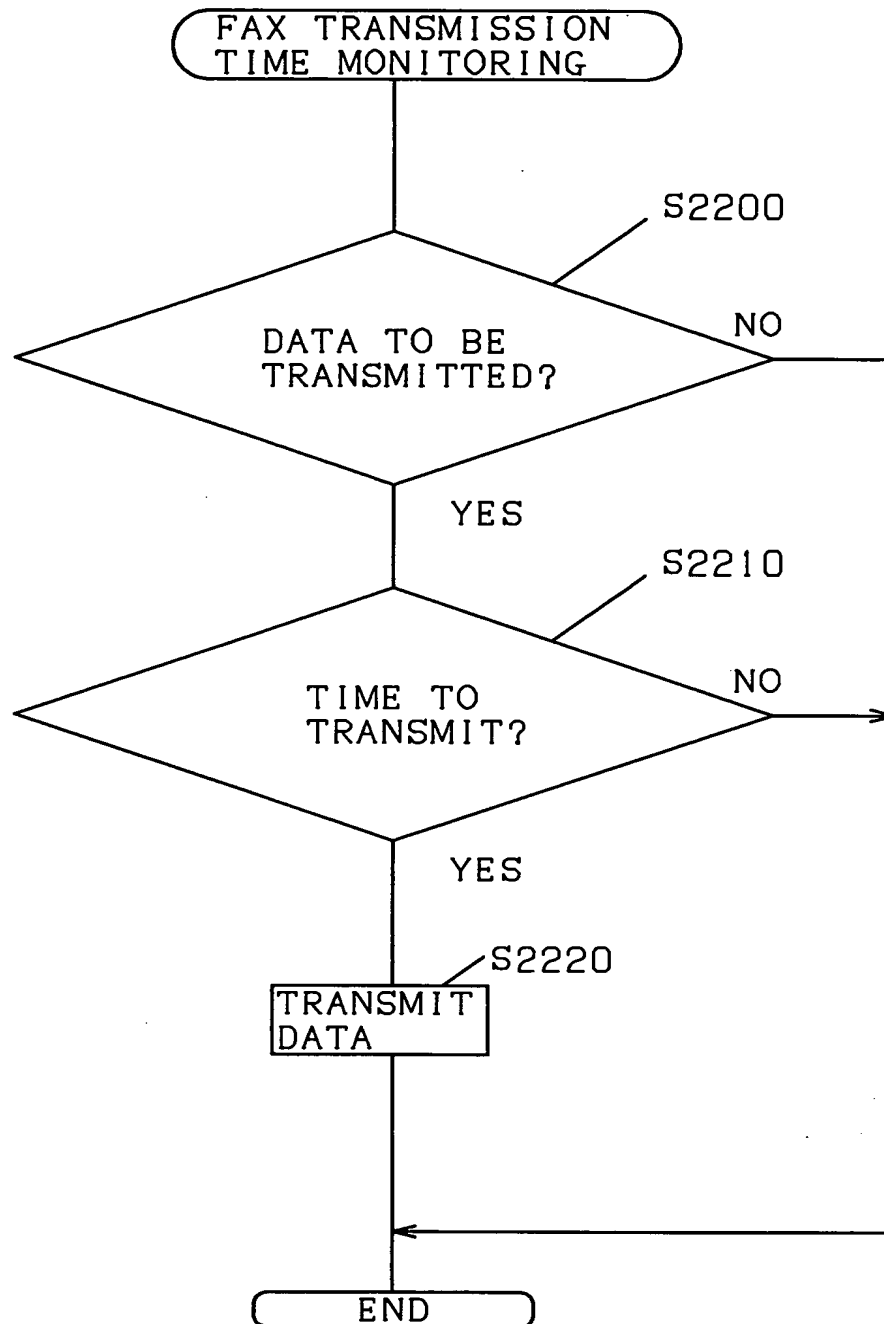 FAX TRANSMISSION
TIME MONITORING
S2200
DATA TO BE
TRANSMITTED?
NO
YES
S2210
TIME TO
TRANSMIT?
NO
YES
S2220
TRANSMIT
DATA
END